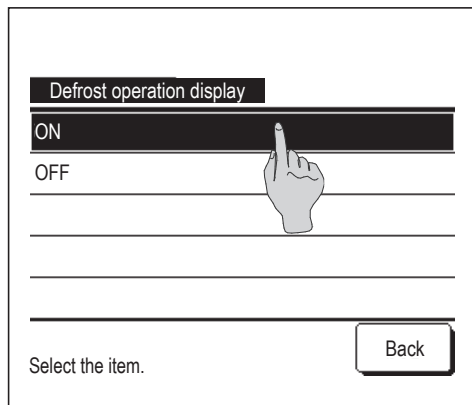 Defrost operation display
ON
OFF
Select the item.
Back